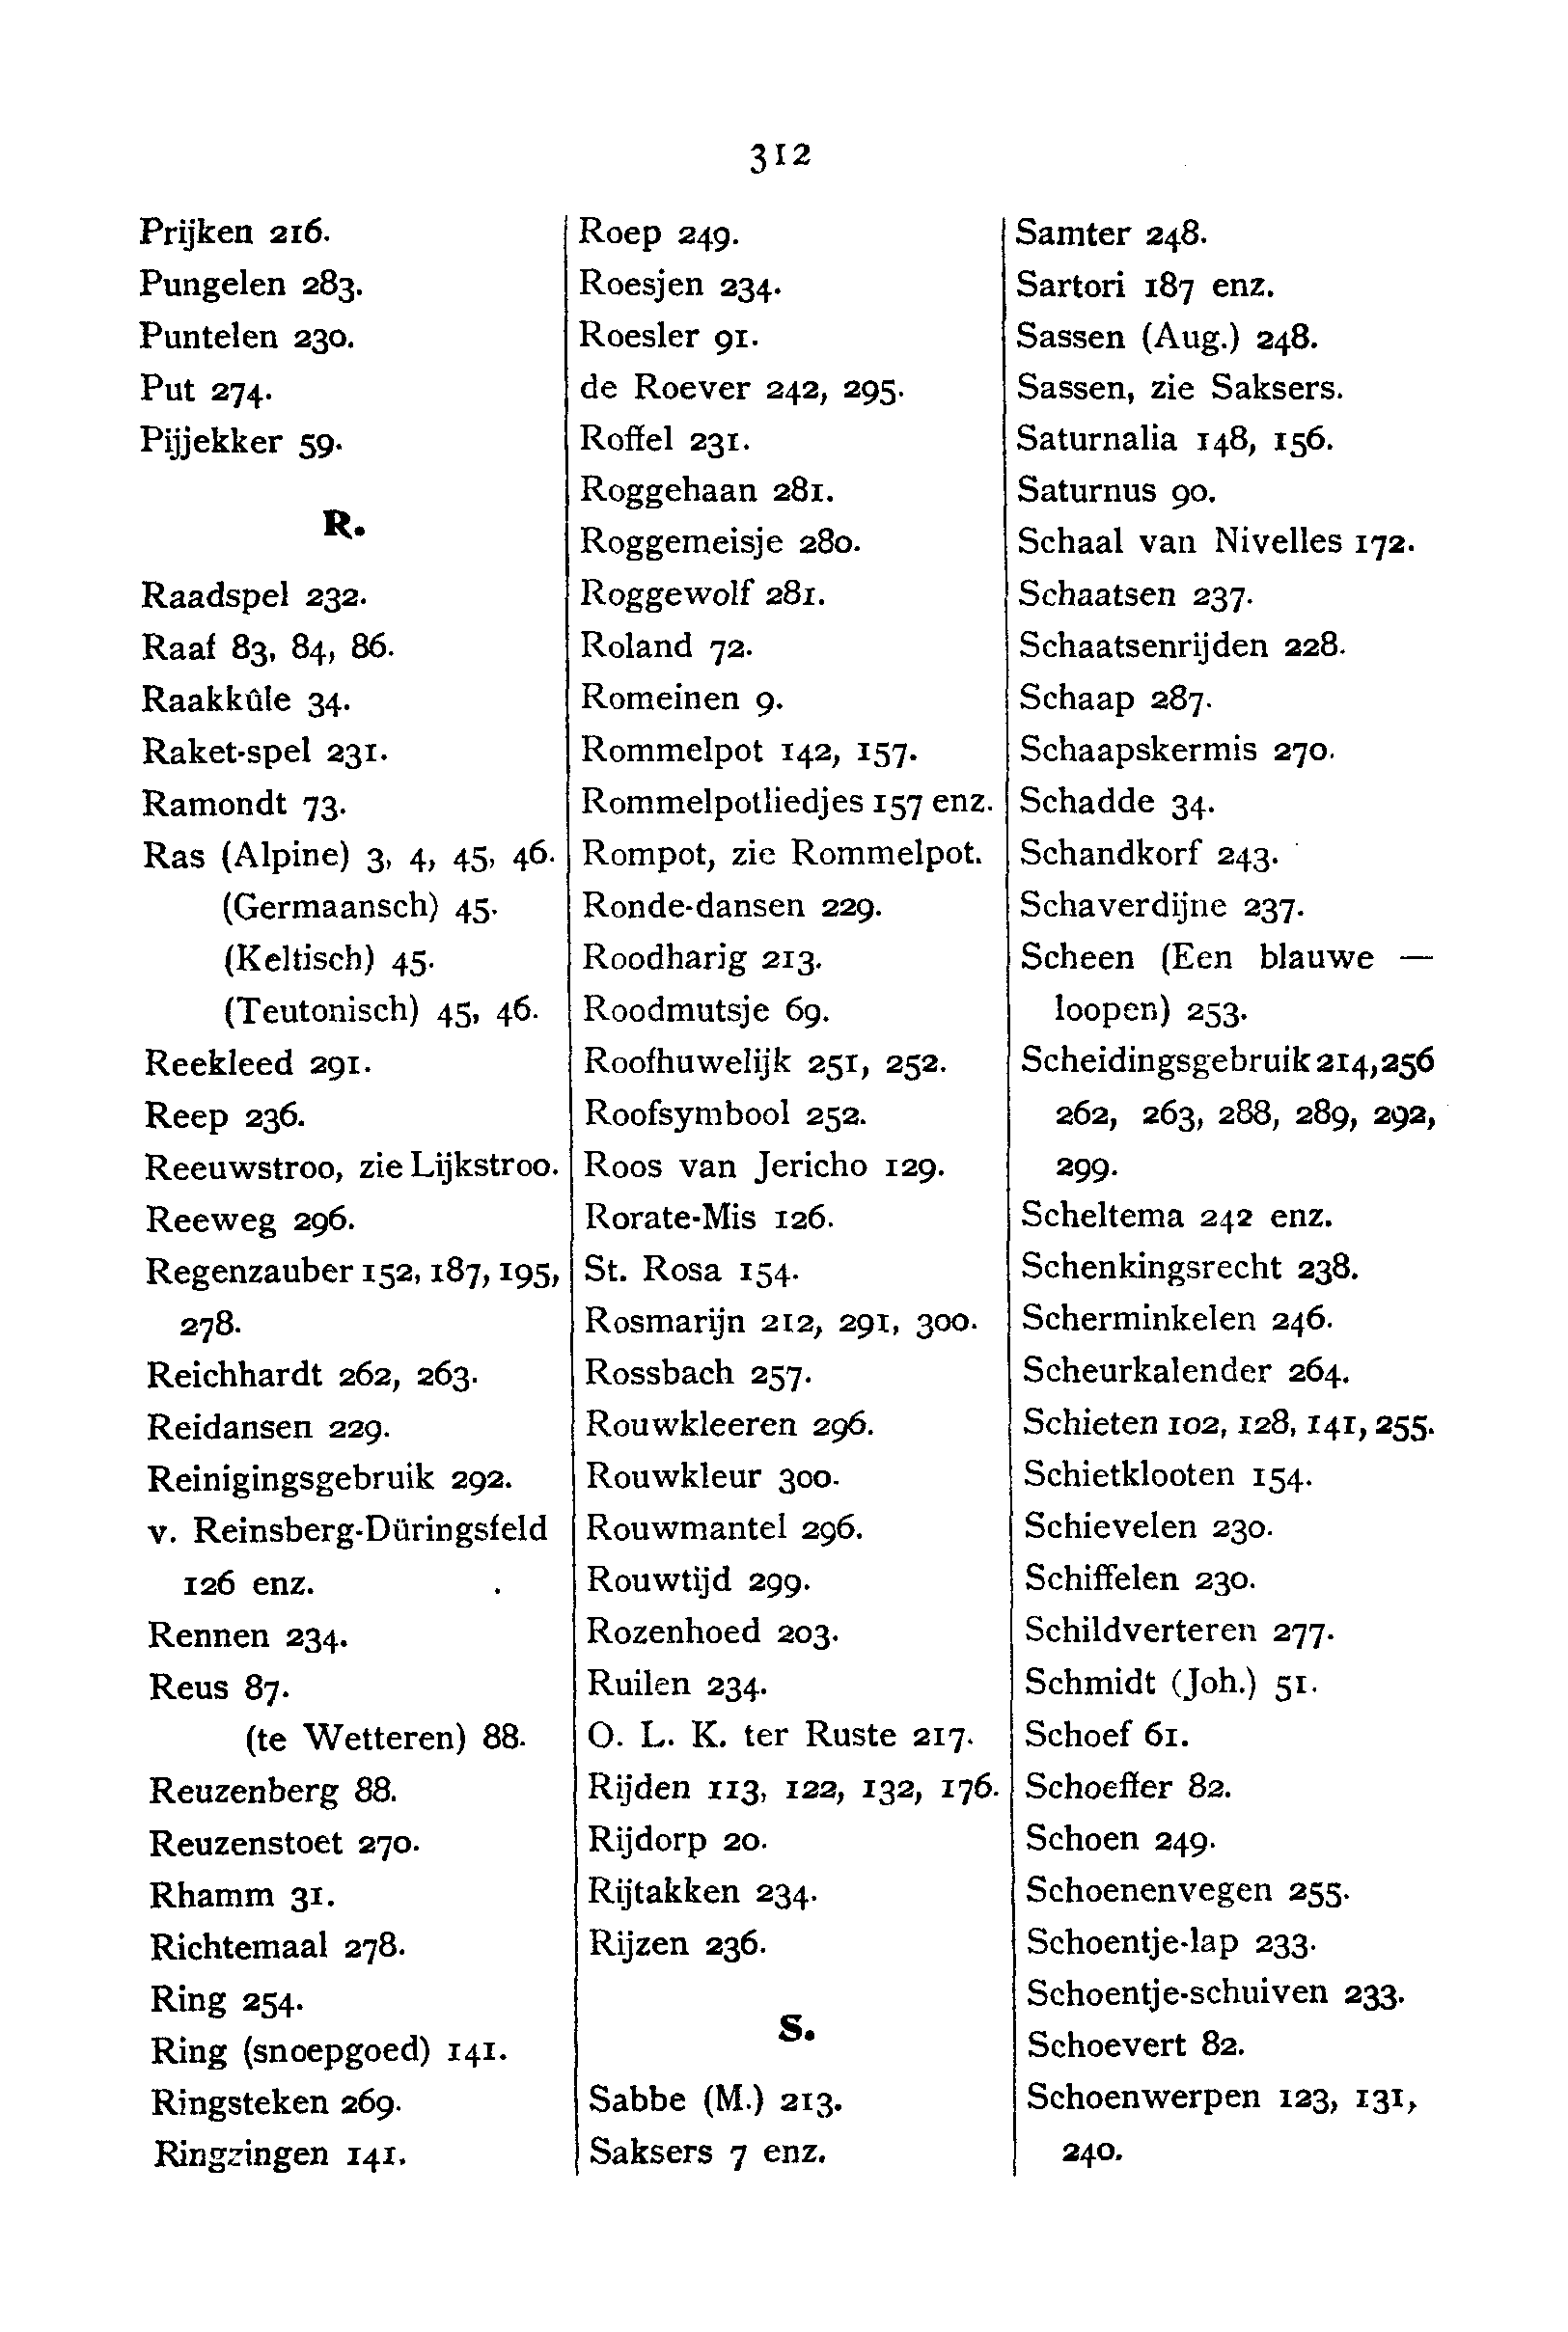 312
Prijken 216.
Pungelen 283.
Puntelen 230.
Put 274.
Pijjekker 59.
R.
Raadspel 232.
Raaf 83, 84, 86.
Raakkûle 34.
Raket-spel 231.
Ramondt 73.
Ras (Alpine) 3, 4, 45, 46.
(Germaansch) 45.
(Keltisch) 45.
(Teutonisch) 45, 46.
Reekleed 291.
Reep 236.
Reeuwstroo, zie Lijkstroo.
Reeweg 296.
Regenzauber 152, 187, 195,
278.
Reichhardt 262, 263.
Reidansen 229.
Reinigingsgebruik 292.
v. Reinsberg-Düringsfeld
126 enz.
Rennen 234.
Reus 87.
(te Wetteren) 88.
Reuzenberg 88.
Reuzenstoet 270.
Rhamm 31.
Richtemaal 278.
Ring 254.
Ring (snoepgoed) 141.
Ringsteken 269.
Ringzingen 141.
Roep 249.
Roesjen 234.
Roesler 91.
de Roever 242, 295.
Roffel 231.
Roggehaan 281.
Roggemeisje 280.
Roggewolf 281.
Roland 72.
Romeinen 9.
Rommelpot 142, 157.
Rommelpotliedjes 157 enz.
Rompot, zie Rommelpot.
Ronde-dansen 229.
Roodharig 213.
Roodmutsje 69.
Roofhuwelijk 251, 252.
Roofsymbool 252.
Roos van Jericho 129.
Rorate-Mis 126.
St. Rosa 154.
Rosmarijn 212, 291, 300.
Rossbach 257.
Rouwkleeren 296.
Rouwkleur 300.
Rouwmantel 296.
Rouwtijd 299.
Rozenhoed 203.
Ruilen 234.
O. L. K. ter Ruste 217.
Rijden 113, 122, 132, 176.
Rijdorp 20.
Rijtakken 234.
Rijzen 236.
S.
Sabbe (M.) 213.
Saksers 7 enz.
Samter 248.
Sartori 187 enz.
Sassen (Aug.) 248.
Sassen, zie Saksers.
Saturnalia 148, 156.
Saturnus 90.
Schaal van Nivelles 172.
Schaatsen 237.
Schaatsenrijden 228.
Schaap 287.
Schaapskermis 270.
Schadde 34.
Schandkorf 243.
Schaverdijne 237.
Scheen (Een blauwe —
loopen) 253.
Scheidingsgebruik 214,256
262, 263, 288, 289, 292,
299.
Scheltema 242 enz.
Schenkingsrecht 238.
Scherminkelen 246.
Scheurkalender 264.
Schieten 102, 128, 141, 255.
Schietklooten 154.
Schievelen 230.
Schiffelen 230.
Schildverteren 277.
Schmidt (Joh.) 51.
Schoef 61.
Schoeffer 82.
Schoen 249.
Schoenenvegen 255.
Schoentje-lap 233.
Schoentje-schuiven 233.
Schoevert 82.
Schoenwerpen 123, 131,
240.